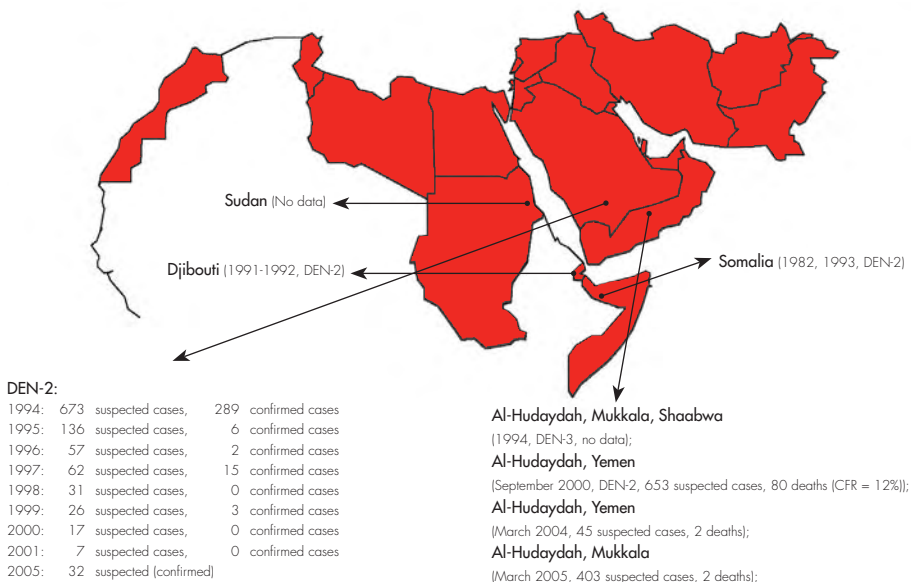 Sudan (No data)
Djibouti (1991-1992, DEN-2)
Somalia (1982, 1993, DEN-2)
DEN-2:
1994: 673 suspected cases, 289 confirmed cases
1995: 136 suspected cases, 6 confirmed cases
1996: 57 suspected cases, 2 confirmed cases
1997: 62 suspected cases, 15 confirmed cases
1998: 31 suspected cases, 0 confirmed cases
1999: 26 suspected cases, 3 confirmed cases
2000: 17 suspected cases, 0 confirmed cases
2001: 7 suspected cases, 0 confirmed cases
2005: 32 suspected (confirmed)
Al-Hudaydah, Mukkala, Shaabwa
(1994, DEN-3, no data);
Al-Hudaydah, Yemen
(September 2000, DEN-2, 653 suspected cases, 80 deaths (CFR = 12%));
Al-Hudaydah, Yemen
(March 2004, 45 suspected cases, 2 deaths);
Al-Hudaydah, Mukkala
(March 2005, 403 suspected cases, 2 deaths);